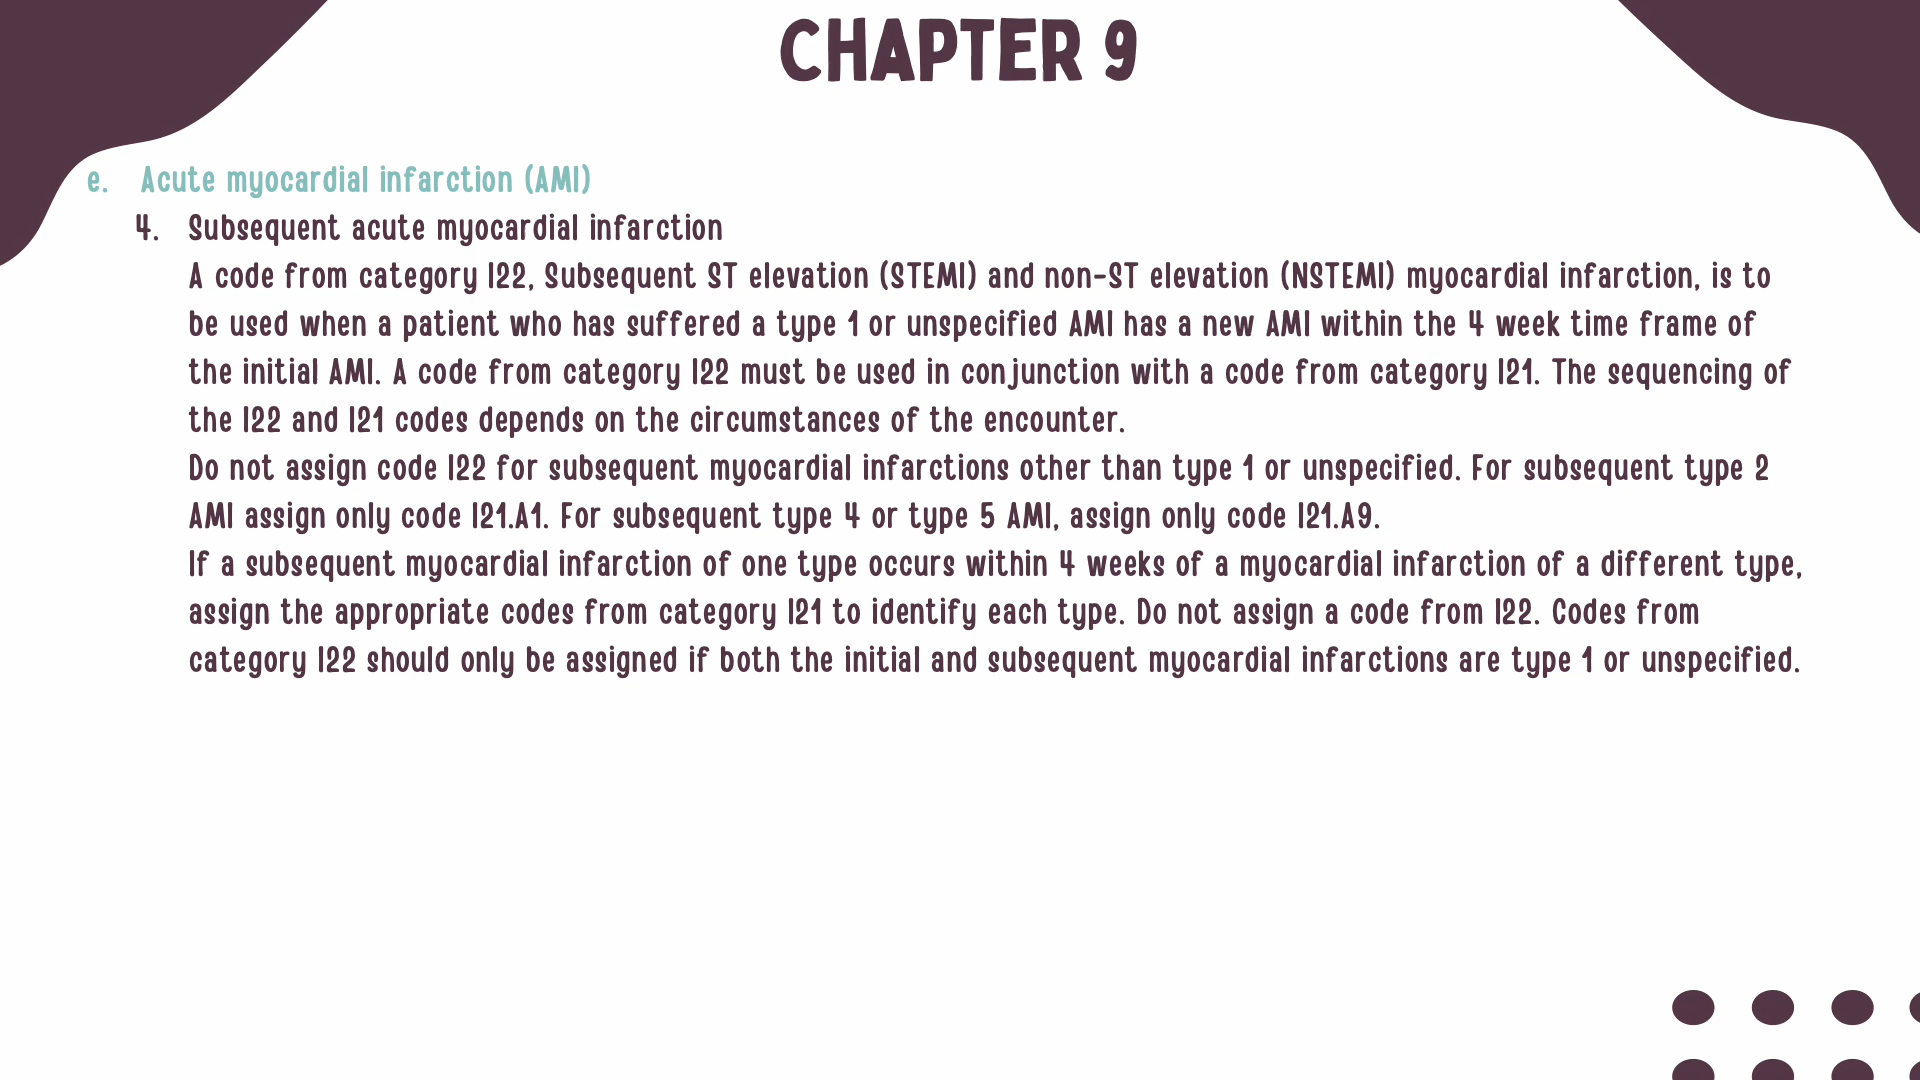 CHAPTER 9
e. Acute myocardial infarction (AMI)
4. Subsequent acute myocardial infarction
A code from category I22, Subsequent ST elevation (STEMI) and non-ST elevation (NSTEMI) myocardial infarction, is to
be used when a patient who has suffered a type 1 or unspecified AMI has a new AMI within the 4 week time frame of
the initial AMI. A code from category I22 must be used in conjunction with a code from category I21. The sequencing of
the I22 and I21 codes depends on the circumstances of the encounter.
Do not assign code I22 for subsequent myocardial infarctions other than type 1 or unspecified. For subsequent type 2
AMI assign only code I21.A1. For subsequent type 4 or type 5 AMI, assign only code I21.A9.
If a subsequent myocardial infarction of one type occurs within 4 weeks of a myocardial infarction of a different type,
assign the appropriate codes from category I21 to identify each type. Do not assign a code from I22. Codes from
category I22 should only be assigned if both the initial and subsequent myocardial infarctions are type 1 or unspecified.